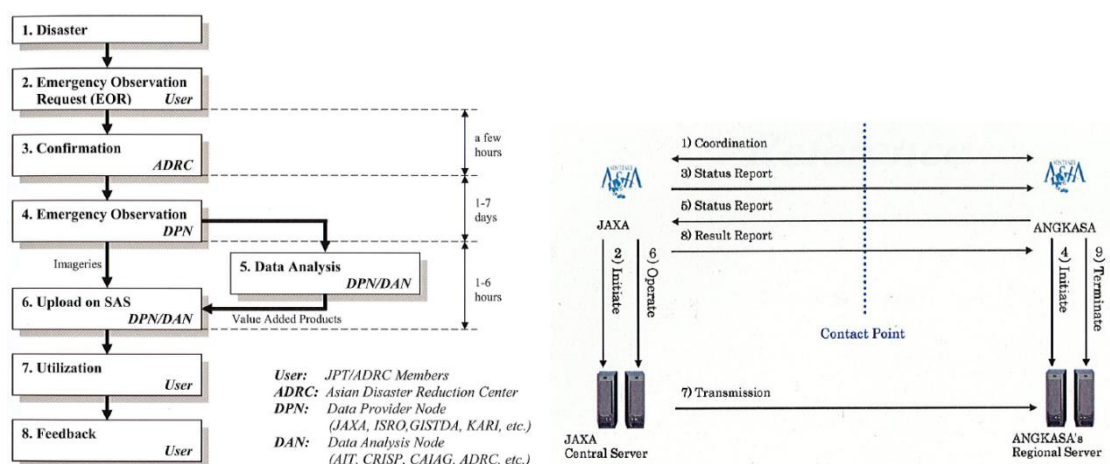 1. Disaster
2. Emergency Observation
Request (EOR) User
3. Confirmation
ADRC
4. Emergency Observation
DPN
Imageries
5. Data Analysis
DPN/DAN
6. Upload on SAS
DPN/DAN
Value Added Products
7. Utilization
User
8. Feedback
User
a few
hours
1-7
days
1-6
hours
User: JPT/ADRC Members
ADRC: Asian Disaster Reduction Center
DPN: Data Provider Node
(JAXA, ISRO,GISTDA, KARI, etc.)
DAN: Data Analysis Node
(AIT, CRISP, CAIAG, ADRC, etc.)
1) Coordination
3) Status Report
5) Status Report
8) Result Report
JAXA
ANGKASA
2) Initiate
6) Operate
4) Initiate
9) Terminate
Contact Point
7) Transmission
JAXA
Central Server
ANGKASA's
Regional Server